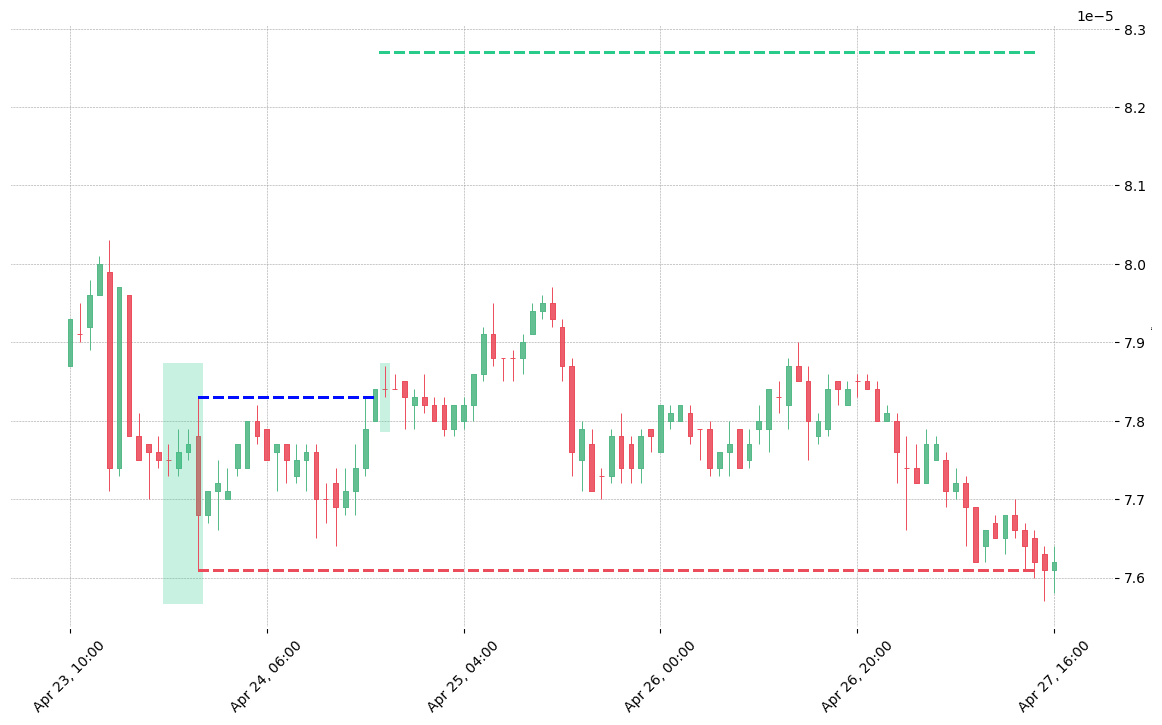 1e−5
8.3
8.2
8.1
8.0
7.9
7.8
7.7
7.6
Apr 23, 10:00
Apr 24, 06:00
Apr 25, 04:00
Apr 26, 00:00
Apr 26, 20:00
Apr 27, 16:00